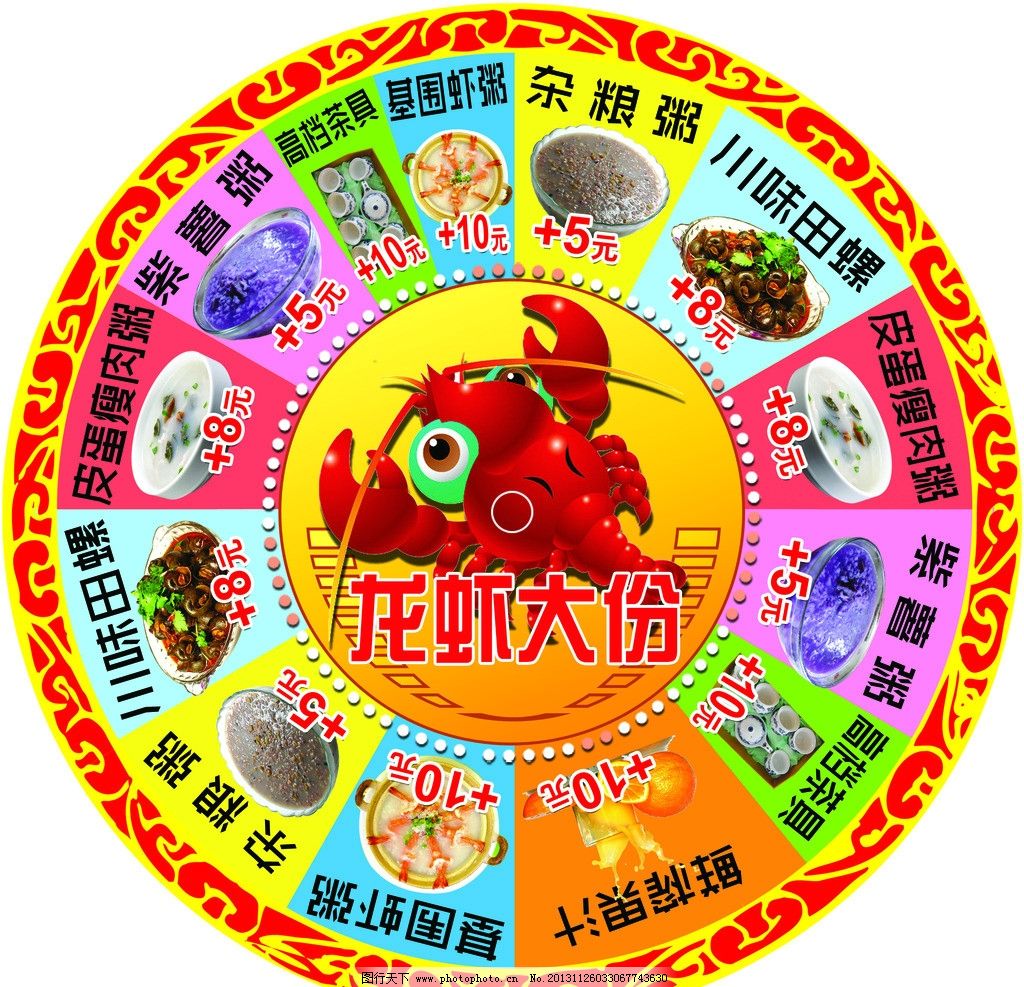 基围虾粥
+10元
杂粮粥
+5元
川味田螺
+8元
皮蛋瘦肉粥
+8元
紫薯粥
+5元
高档茶具
+10元
鲜榨果汁
+10元
基围虾粥
+10元
杂粮粥
+5元
川味田螺
+8元
皮蛋瘦肉粥
+8元
紫薯粥
+5元
高档茶具
+10元
龙虾大份
图行天下 www.photophoto.cn No.20131126033067743630